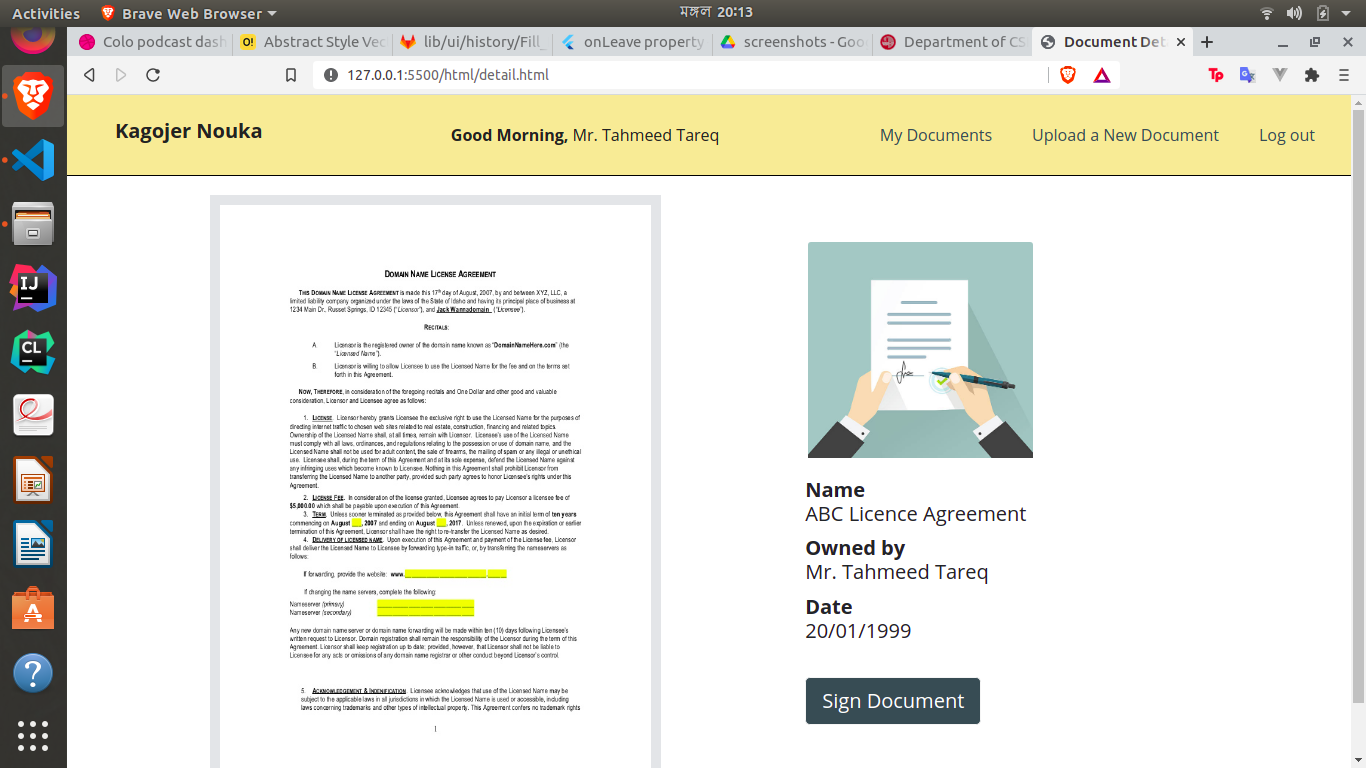 Activities
Brave Web Browser
মঙ্গল 20:13
Colo podcast dash
Abstract Style Vec
lib/ui/history/Fill_
onLeave property
screenshots - Goo
Department of CS
Document Det
127.0.0.1:5500/html/detail.html
Kagojer Nouka
Good Morning, Mr. Tahmeed Tareq
My Documents
Upload a New Document
Log out
DOMAIN NAME LICENSE AGREEMENT
THIS DOMAIN NAME LICENSE AGREEMENT is made this 17th day of August, 2007, by and between XYZ, LLC, a
limited liability company organized under the laws of the State of Idaho and having its principal place of business at
1234 Main Dr., Russet Springs, ID 12345 ("Licensor"), and Jack Wannadomain ("Licensee").
RECITALS:
A. Licensor is the registered owner of the domain name known as "DomainNameHere.com" (the
"Licensed Name").
B. Licensor is willing to allow Licensee to use the Licensed Name for the fee and on the terms set
forth in this Agreement.
NOW, THEREFORE, in consideration of the foregoing recitals and One Dollar and other good and valuable
consideration, Licensor and Licensee agree as follows:
1. LICENSE. Licensor hereby grants Licensee the exclusive right to use the Licensed Name for the purposes of
directing internet traffic to chosen web sites related to real estate, construction, financing and related topics.
Ownership of the Licensed Name shall, at all times, remain with Licensor. Licensee's use of the Licensed Name
must comply with all laws, ordinances, and regulations relating to the possession or use of domain name, and the
Licensed Name shall not be used for adult content, the sale of firearms, the mailing of spam or any illegal or unethical
use. Licensee shall, during the term of this Agreement and at its sole expense, defend the Licensed Name against
any infringing uses which become known to Licensee. Nothing in this Agreement shall prohibit Licensor from
transferring the Licensed Name to another party, provided such party agrees to honor Licensee's rights under this
Agreement.
2. LICENSE FEE. In consideration of the license granted, Licensee agrees to pay Licensor a license fee of
$5,000.00 which shall be payable upon execution of this Agreement.
3. TERM. Unless sooner terminated as provided below, this Agreement shall have an initial term of ten years
commencing on August __, 2007 and ending on August __, 2017. Unless renewed, upon the expiration or earlier
termination of this Agreement, Licensor shall have the right to re-transfer the Licensed Name as desired.
4. DELIVERY OF LICENSED NAME. Upon execution of this Agreement and payment of the License fee, Licensor
shall deliver the Licensed Name to Licensee by forwarding type-in traffic, or, by transferring the nameservers as
follows:
If forwarding, provide the website: www.______________________._____
If changing the name servers, complete the following:
Nameserver (primary) __________________________
Nameserver (secondary) __________________________
Any new domain name server or domain name forwarding will be made within ten (10) days following Licensee's
written request to Licensor. Domain registration shall remain the responsibility of the Licensor during the term of this
Agreement. Licensor shall keep registration up to date; provided, however, that Licensor shall not be liable to
Licensee for any acts or omissions of any domain name registrar or other conduct beyond Licensor's control.
5. ACKNOWLEDGEMENT & INDENIFICATION. Licensee acknowledges that use of the Licensed Name may be
subject to the applicable laws in all jurisdictions in which the Licensed Name is used or accessible, including
laws concerning trademarks and other types of intellectual property. This Agreement confers no trademark rights
1
Name
ABC Licence Agreement
Owned by
Mr. Tahmeed Tareq
Date
20/01/1999
Sign Document